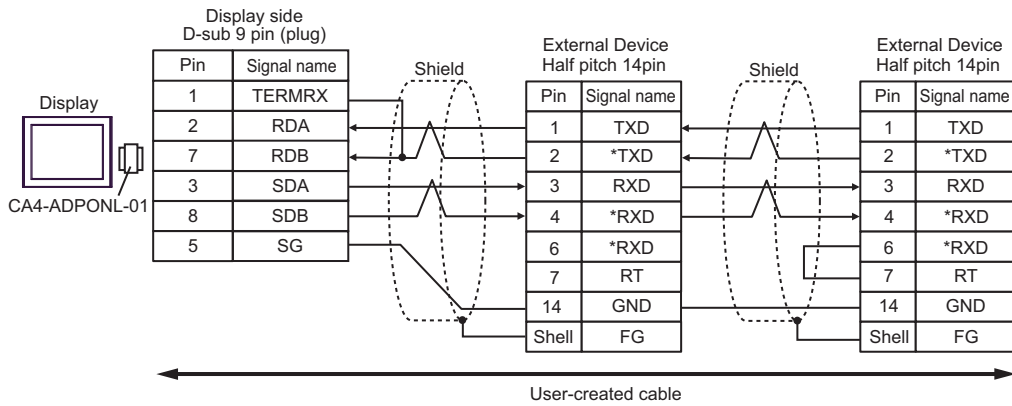 Display side
D-sub 9 pin (plug)
Pin Signal name
1 TERMRX
2 RDA
7 RDB
3 SDA
8 SDB
5 SG
Display
CA4-ADPONL-01
Shield
External Device
Half pitch 14pin
Pin Signal name
1 TXD
2 *TXD
3 RXD
4 *RXD
6 *RXD
7 RT
14 GND
Shell FG
Shield
External Device
Half pitch 14pin
Pin Signal name
1 TXD
2 *TXD
3 RXD
4 *RXD
6 *RXD
7 RT
14 GND
Shell FG
User-created cable